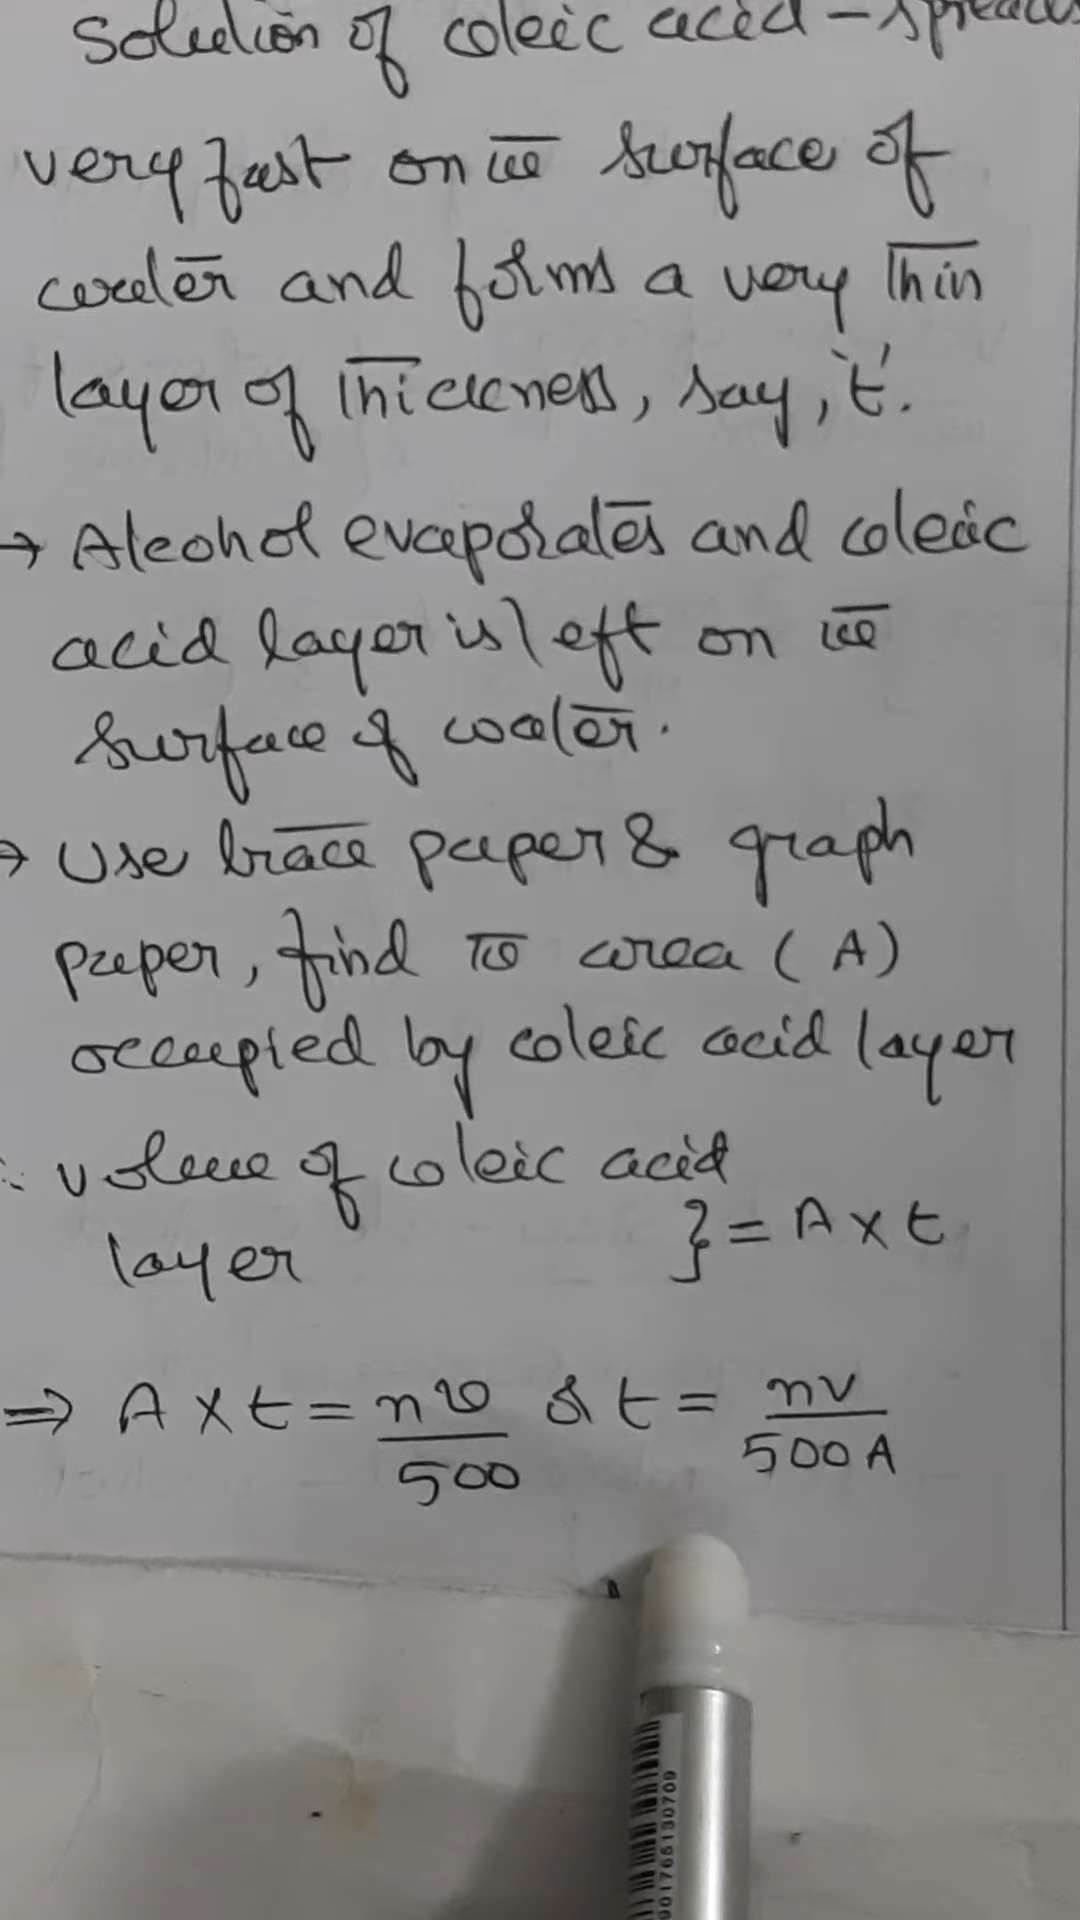 solution of oleic acid - spreads
very fast on the surface of
water and forms a very thin
layer of thickness, say, 't'.
→ Alcohol evaporates and oleic
acid layer is left on the
surface of water.
→ Use trace paper & graph
paper, find the area (A)
occupied by oleic acid layer
∴ volume of oleic acid
layer } = A x t
⇒ A x t = nv/500 or t = nv/500A
901765130709